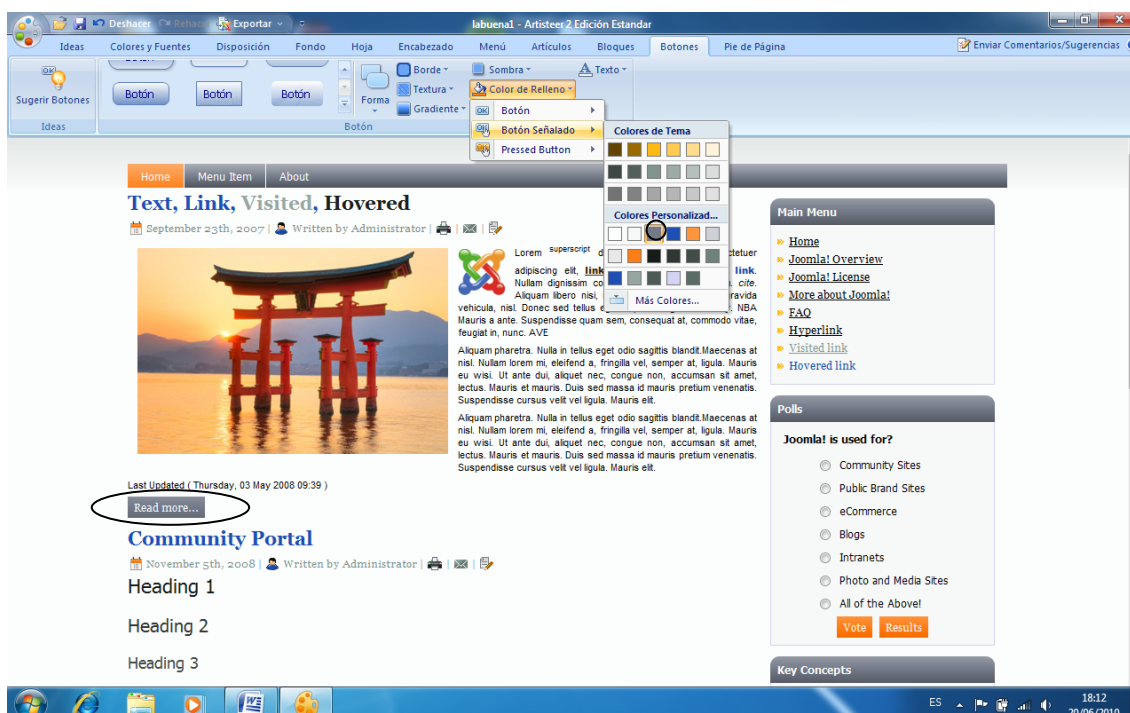 Deshacer Rehacer Exportar labuena1 - Artisteer 2 Edición Estandar
Ideas Colores y Fuentes Disposición Fondo Hoja Encabezado Menú Artículos Bloques Botones Pie de Página Enviar Comentarios/Sugerencias
Borde Sombra Texto
Textura Color de Relleno
Sugerir Botones Botón Botón Botón Forma Gradiente
Botón
Ideas Botón Botón Señalado Colores de Tema
Pressed Button
Home Menu Item About
Text, Link, Visited, Hovered
Colores Personalizad...
Main Menu
September 23th, 2007 | Written by Administrator | | |
Home
Lorem superscript d ctetuer
Joomla! Overview
adipiscing elit, link link.
Joomla! License
Nullam dignissim co cite.
More about Joomla!
Aliquam libero nisi, ravida
Más Colores...
FAQ
vehicula, nisl. Donec sed tellus e NBA
Hyperlink
Mauris a ante. Suspendisse quam sem, consequat at, commodo vitae,
feugiat in, nunc. AVE
Visited link
Hovered link
Aliquam pharetra. Nulla in tellus eget odio sagittis blandit.Maecenas at
nisl. Nullam lorem mi, eleifend a, fringilla vel, semper at, ligula. Mauris
eu wisi. Ut ante dui, aliquet nec, congue non, accumsan sit amet,
lectus. Mauris et mauris. Duis sed massa id mauris pretium venenatis.
Suspendisse cursus velit vel ligula. Mauris elit.
Polls
Aliquam pharetra. Nulla in tellus eget odio sagittis blandit.Maecenas at
nisl. Nullam lorem mi, eleifend a, fringilla vel, semper at, ligula. Mauris
eu wisi. Ut ante dui, aliquet nec, congue non, accumsan sit amet,
lectus. Mauris et mauris. Duis sed massa id mauris pretium venenatis.
Suspendisse cursus velit vel ligula. Mauris elit.
Joomla! is used for?
Community Sites
Public Brand Sites
eCommerce
Blogs
Intranets
Photo and Media Sites
All of the Above!
Vote Results
Last Updated ( Thursday, 03 May 2008 09:39 )
Read more...
Community Portal
November 5th, 2008 | Written by Administrator | | |
Heading 1
Heading 2
Heading 3
Key Concepts
ES 18:12
20/06/2010